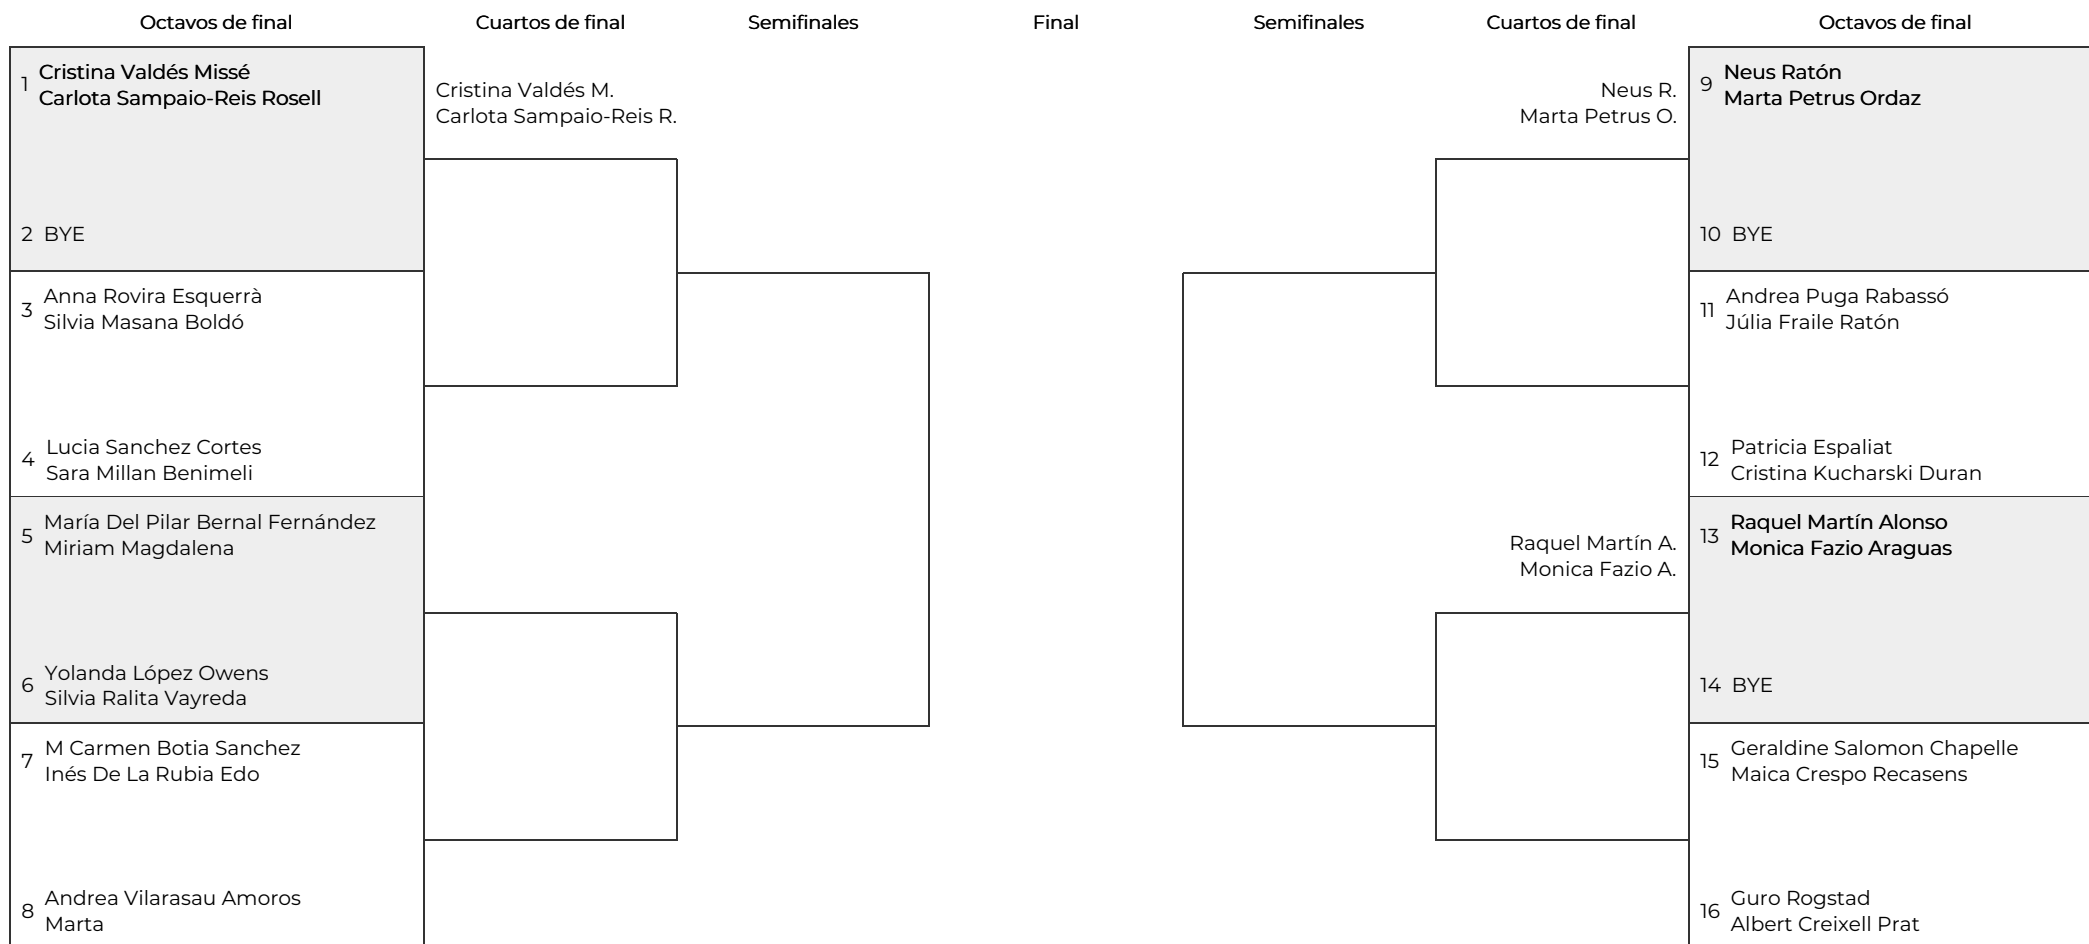 Octavos de final
Cuartos de final
Semifinales
Final
Semifinales
Cuartos de final
Octavos de final
1
Cristina Valdés Missé
Carlota Sampaio-Reis Rosell
2 BYE
3
Anna Rovira Esquerrà
Silvia Masana Boldó
4
Lucia Sanchez Cortes
Sara Millan Benimeli
5
María Del Pilar Bernal Fernández
Miriam Magdalena
6
Yolanda López Owens
Silvia Ralita Vayreda
7
M Carmen Botia Sanchez
Inés De La Rubia Edo
8
Andrea Vilarasau Amoros
Marta
Cristina Valdés M.
Carlota Sampaio-Reis R.
Neus R.
Marta Petrus O.
Raquel Martín A.
Monica Fazio A.
9
Neus Ratón
Marta Petrus Ordaz
10 BYE
11
Andrea Puga Rabassó
Júlia Fraile Ratón
12
Patricia Espaliat
Cristina Kucharski Duran
13
Raquel Martín Alonso
Monica Fazio Araguas
14 BYE
15
Geraldine Salomon Chapelle
Maica Crespo Recasens
16
Guro Rogstad
Albert Creixell Prat